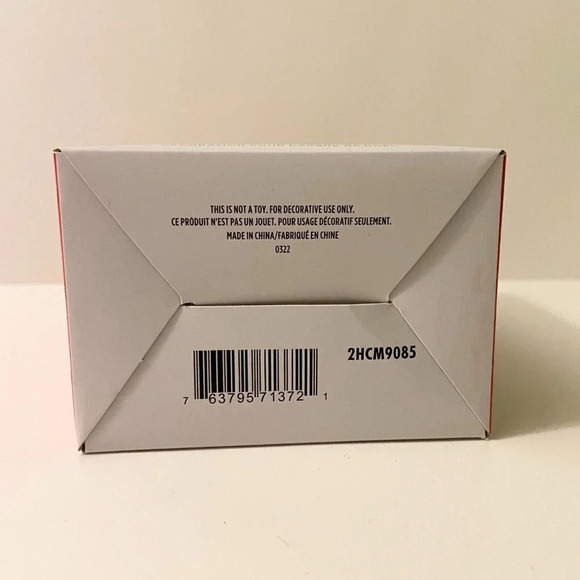 THIS IS NOT A TOY. FOR DECORATIVE USE ONLY.
CE PRODUIT N'EST PAS UN JOUET. POUR USAGE DÉCORATIF SEULEMENT.
MADE IN CHINA/FABRIQUÉ EN CHINE
0322
2HCM9085
7 63795 71372 1